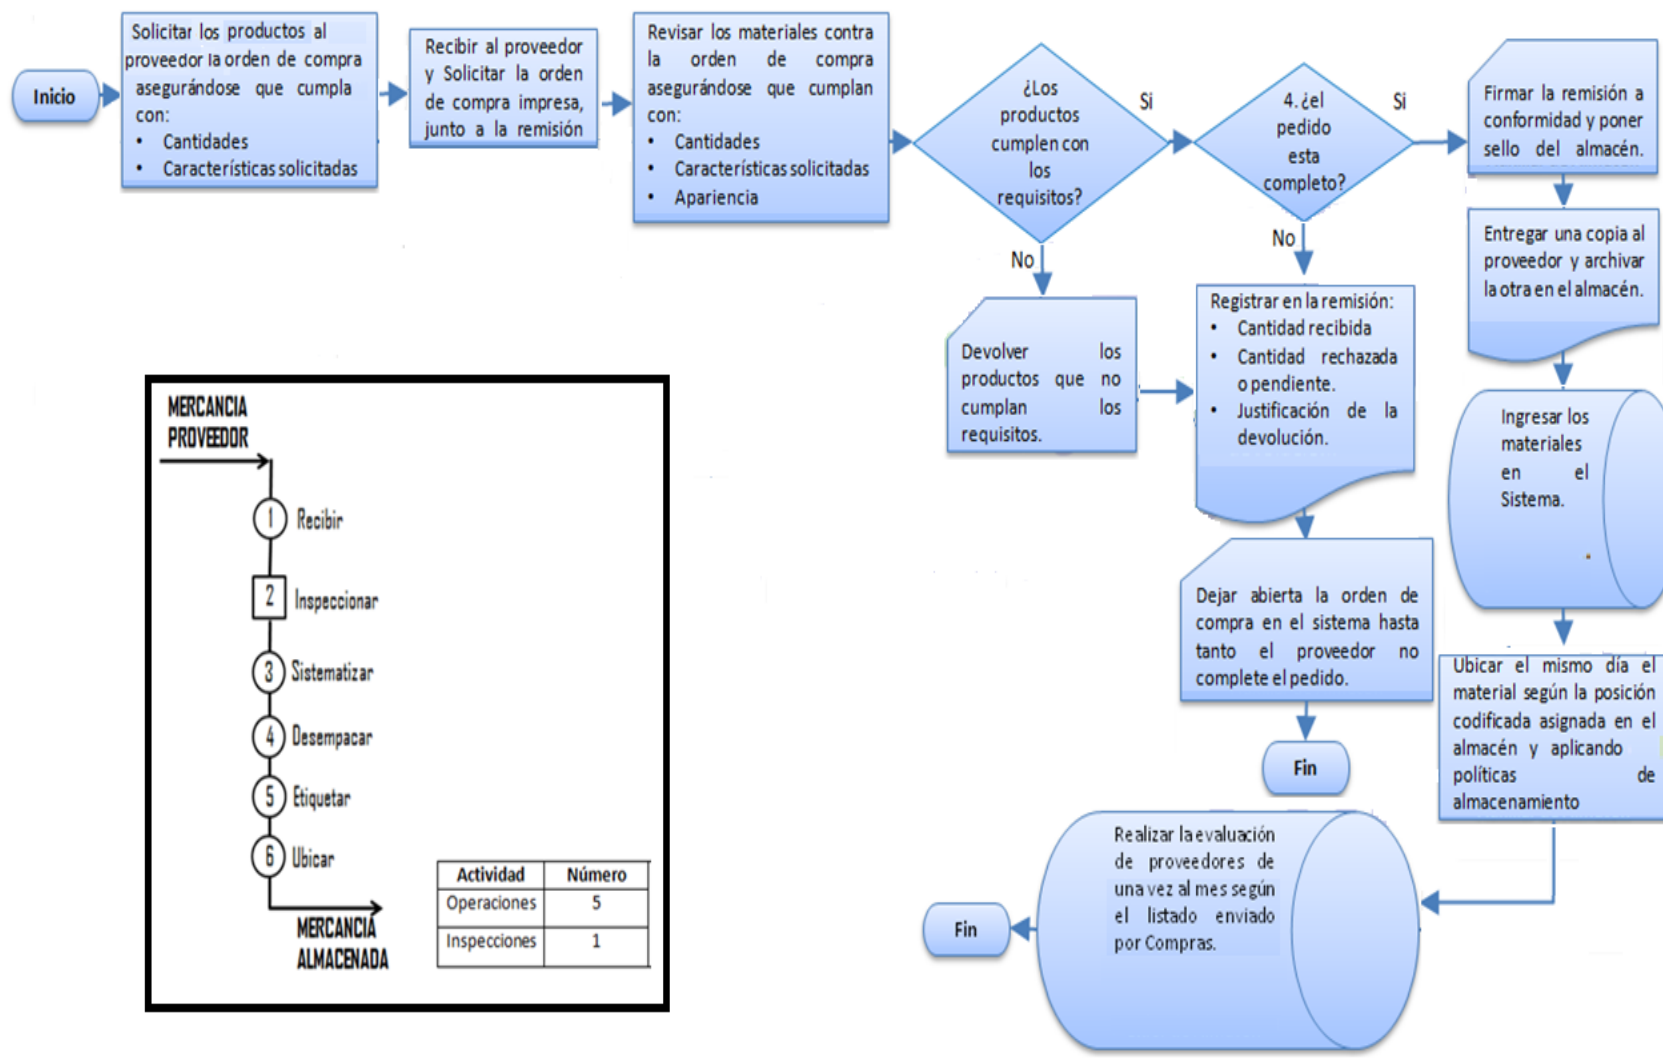 Inicio
Solicitar los productos al
proveedor la orden de compra
asegurándose que cumpla
con:
• Cantidades
• Características solicitadas
Recibir al proveedor
y Solicitar la orden
de compra impresa,
junto a la remisión
Revisar los materiales contra
la orden de compra
asegurándose que cumplan
con:
• Cantidades
• Características solicitadas
• Apariencia
¿Los
productos
cumplen con
los
requisitos?
Si
No
4. ¿el
pedido
esta
completo?
Si
No
Firmar la remisión a
conformidad y poner
sello del almacén.
Entregar una copia al
proveedor y archivar
la otra en el almacén.
Devolver los
productos que no
cumplan los
requisitos.
Registrar en la remisión:
• Cantidad recibida
• Cantidad rechazada
o pendiente.
• Justificación de la
devolución.
Ingresar los
materiales
en el
Sistema.
Dejar abierta la orden de
compra en el sistema hasta
tanto el proveedor no
complete el pedido.
Fin
Ubicar el mismo día el
material según la posición
codificada asignada en el
almacén y aplicando
políticas de
almacenamiento
Realizar la evaluación
de proveedores de
una vez al mes según
el listado enviado
por Compras.
Fin
MERCANCIA
PROVEEDOR
1 Recibir
2 Inspeccionar
3 Sistematizar
4 Desempacar
5 Etiquetar
6 Ubicar
MERCANCIA
ALMACENADA
Actividad Número
Operaciones 5
Inspecciones 1